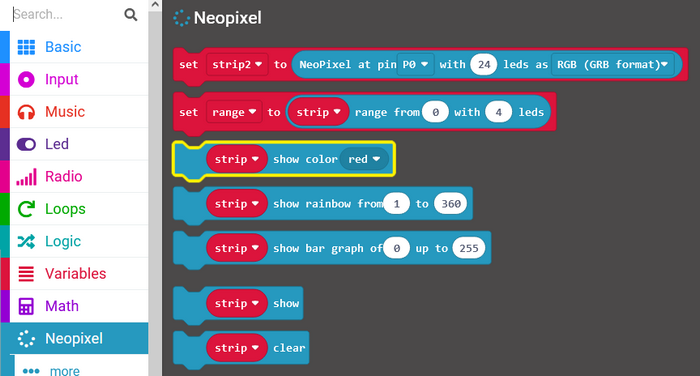 Search...
Basic
Input
Music
Led
Radio
Loops
Logic
Variables
Math
Neopixel
more
Neopixel
set strip2 to NeoPixel at pin P0 with 24 leds as RGB (GRB format)
set range to strip range from 0 with 4 leds
strip show color red
strip show rainbow from 1 to 360
strip show bar graph of 0 up to 255
strip show
strip clear